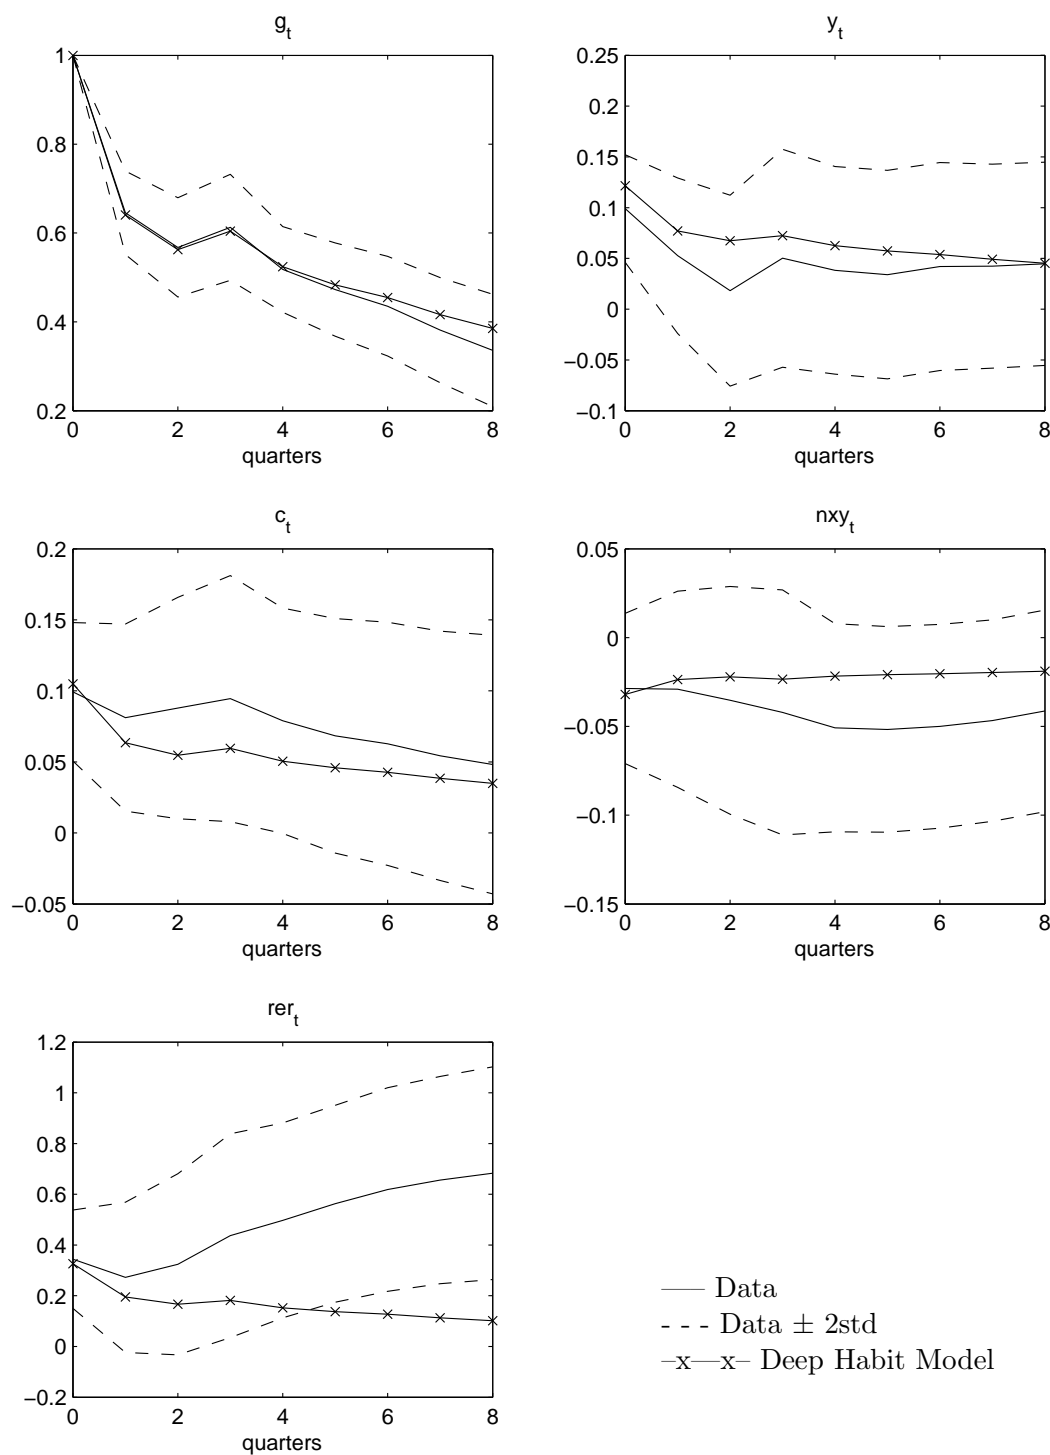 g_t
1
0.8
0.6
0.4
0.2
0 2 4 6 8
quarters
y_t
0.25
0.2
0.15
0.1
0.05
0
−0.05
−0.1
0 2 4 6 8
quarters
c_t
0.2
0.15
0.1
0.05
0
−0.05
0 2 4 6 8
quarters
nxy_t
0.05
0
−0.05
−0.1
−0.15
0 2 4 6 8
quarters
rer_t
1.2
1
0.8
0.6
0.4
0.2
0
−0.2
0 2 4 6 8
quarters
—— Data
- - - Data ± 2std
–x—x– Deep Habit Model